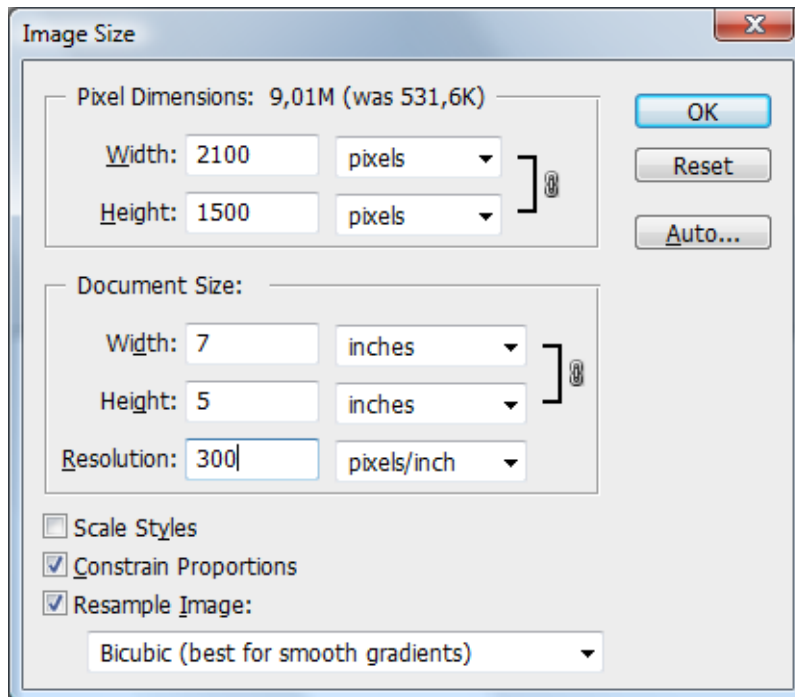 Image Size
Pixel Dimensions: 9,01M (was 531,6K)
OK
Width: 2100 pixels
Reset
Height: 1500 pixels
Auto...
Document Size:
Width: 7 inches
Height: 5 inches
Resolution: 300 pixels/inch
Scale Styles
Constrain Proportions
Resample Image:
Bicubic (best for smooth gradients)